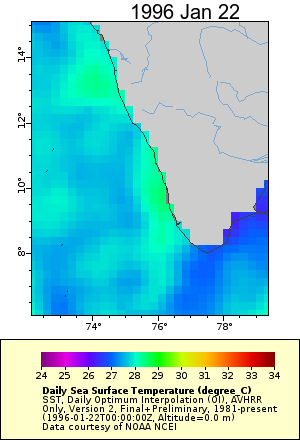 1996 Jan 22
14°
12°
10°
8°
74°
76°
78°
24 25 26 27 28 29 30 31 32 33 34
Daily Sea Surface Temperature (degree_C)
SST, Daily Optimum Interpolation (OI), AVHRR
Only, Version 2, Final+Preliminary, 1981-present
(1996-01-22T00:00:00Z, Altitude=0.0 m)
Data courtesy of NOAA NCEI